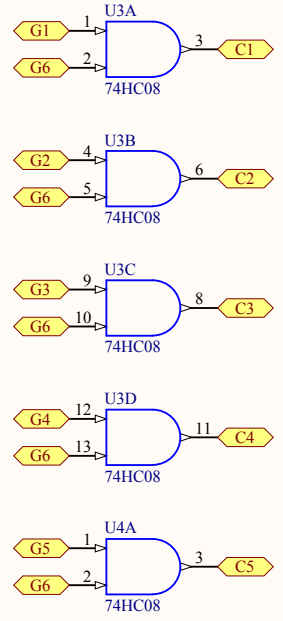 U3A
G1 1
3 C1
G6 2
74HC08
U3B
G2 4
6 C2
G6 5
74HC08
U3C
G3 9
8 C3
G6 10
74HC08
U3D
G4 12
11 C4
G6 13
74HC08
U4A
G5 1
3 C5
G6 2
74HC08